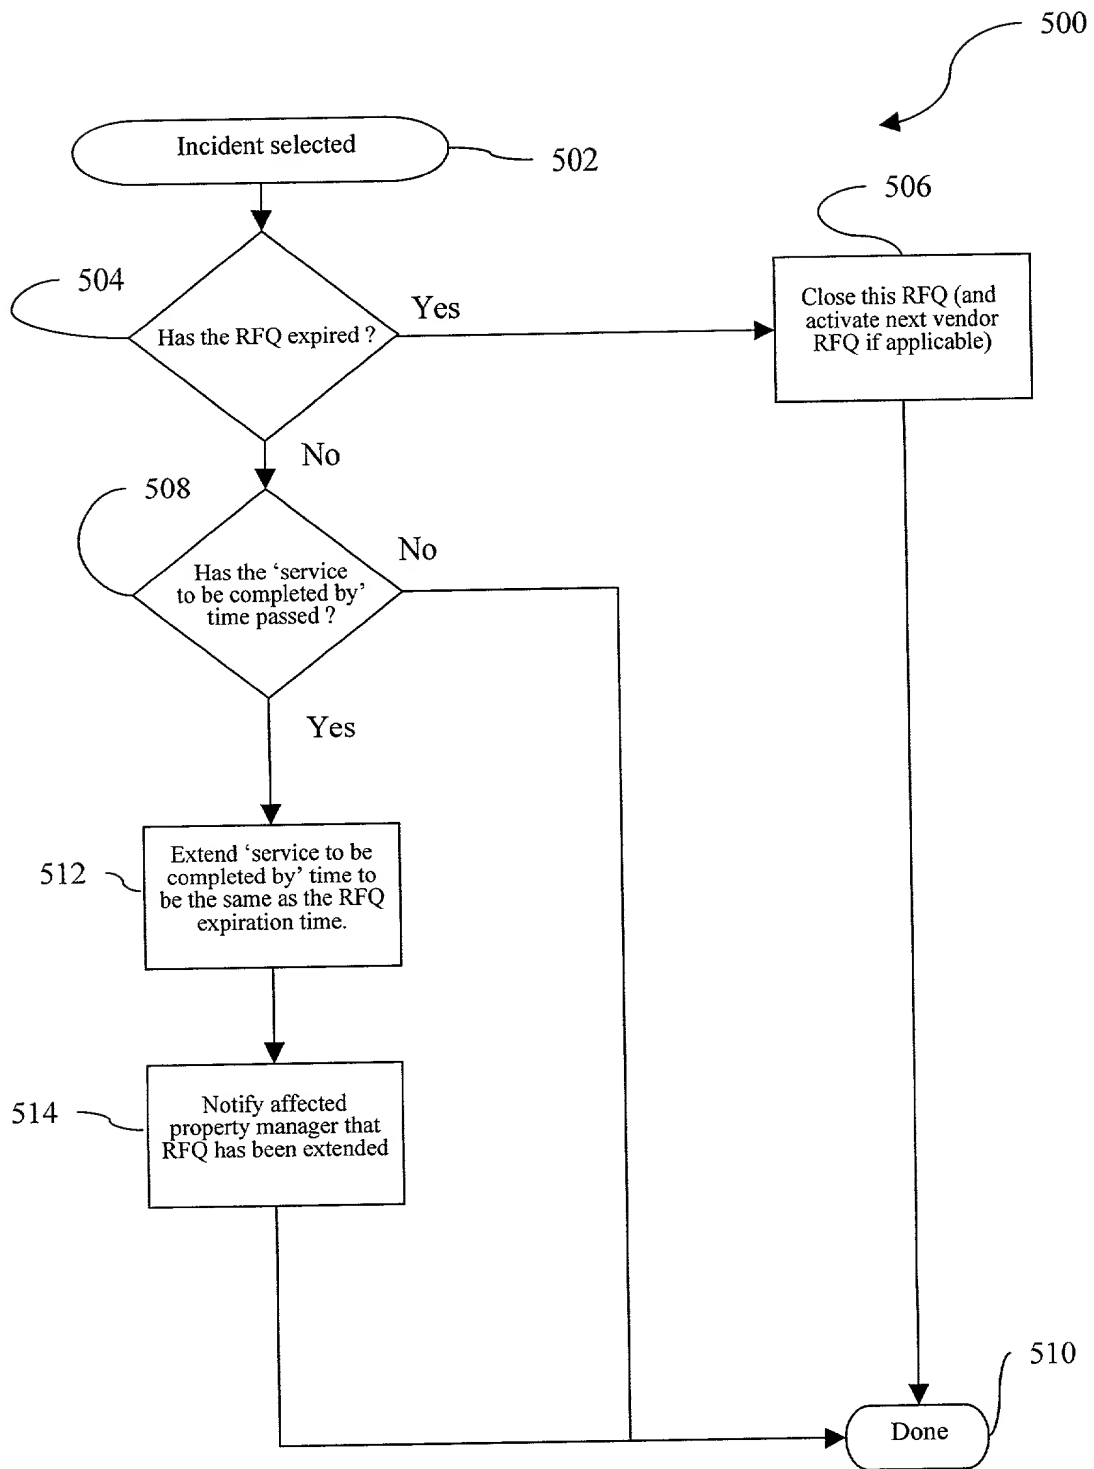 500
Incident selected
502
506
504
Has the RFQ expired ?
Yes
Close this RFQ (and
activate next vendor
RFQ if applicable)
No
508
No
Has the ‘service
to be completed by’
time passed ?
Yes
512
Extend ‘service to be
completed by’ time to
be the same as the RFQ
expiration time.
514
Notify affected
property manager that
RFQ has been extended
510
Done